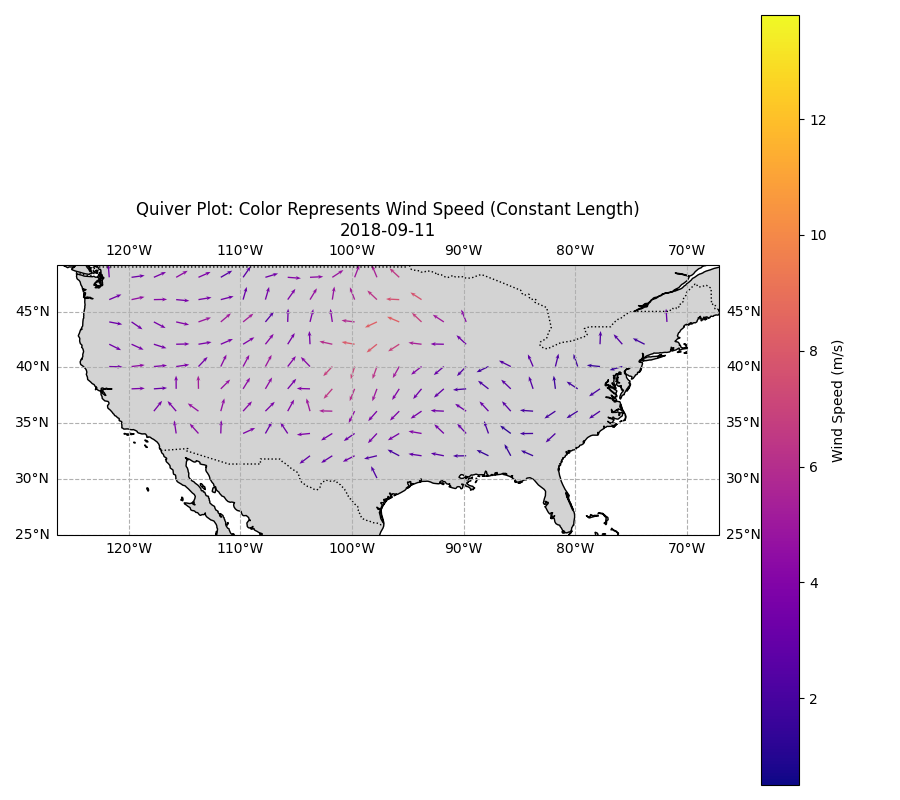 Quiver Plot: Color Represents Wind Speed (Constant Length)
2018-09-11
120°W 110°W 100°W 90°W 80°W 70°W
45°N 45°N
40°N 40°N
35°N 35°N
30°N 30°N
25°N 25°N
120°W 110°W 100°W 90°W 80°W 70°W
12
10
8
6
4
2
Wind Speed (m/s)